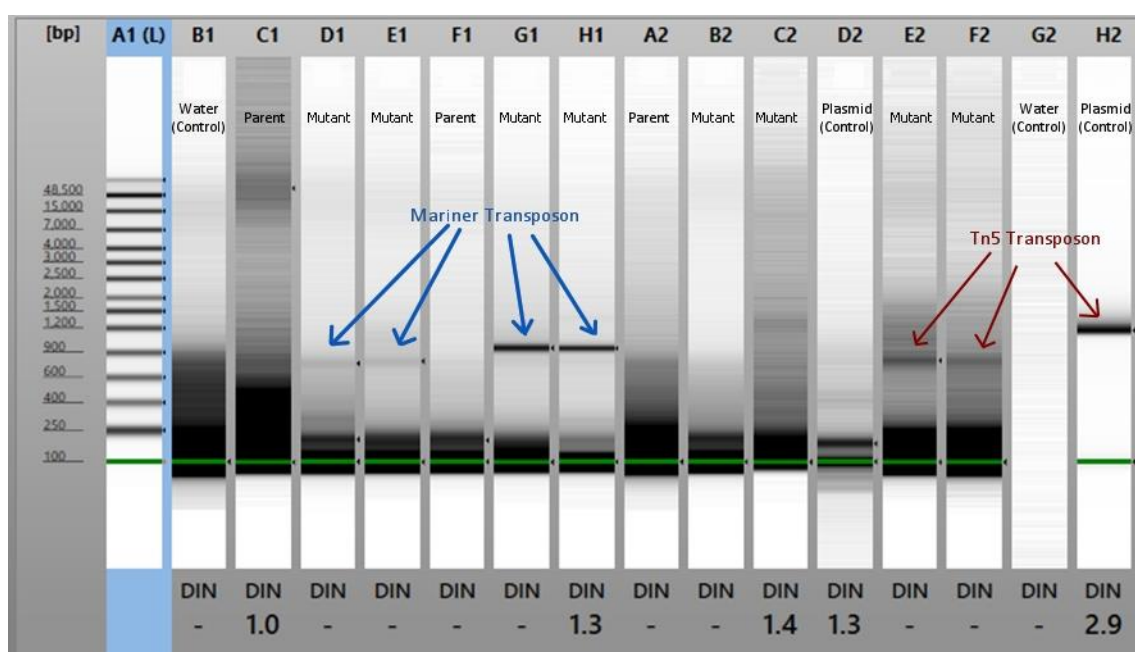 [bp] A1 (L) B1 C1 D1 E1 F1 G1 H1 A2 B2 C2 D2 E2 F2 G2 H2
Water (Control) Parent Mutant Mutant Parent Mutant Mutant Parent Mutant Mutant Plasmid (Control) Mutant Mutant Water (Control) Plasmid (Control)
48,500
15,000
7,000
4,000
3,000
2,500
2,000
1,500
1,200
900
600
400
250
100
Mariner Transposon
Tn5 Transposon
DIN DIN DIN DIN DIN DIN DIN DIN DIN DIN DIN DIN DIN DIN DIN
- 1.0 - - - - 1.3 - - 1.4 1.3 - - - 2.9